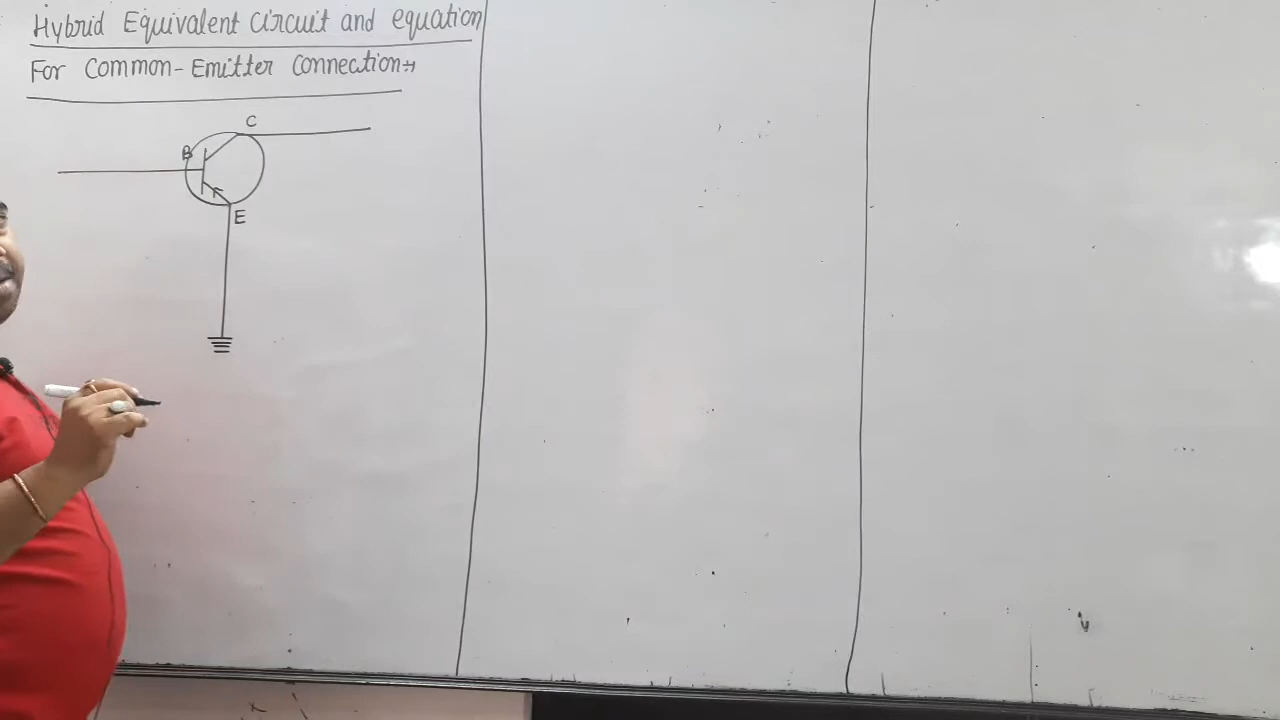 Hybrid Equivalent Circuit and equation
For Common-Emitter Connection:→
C
B
E